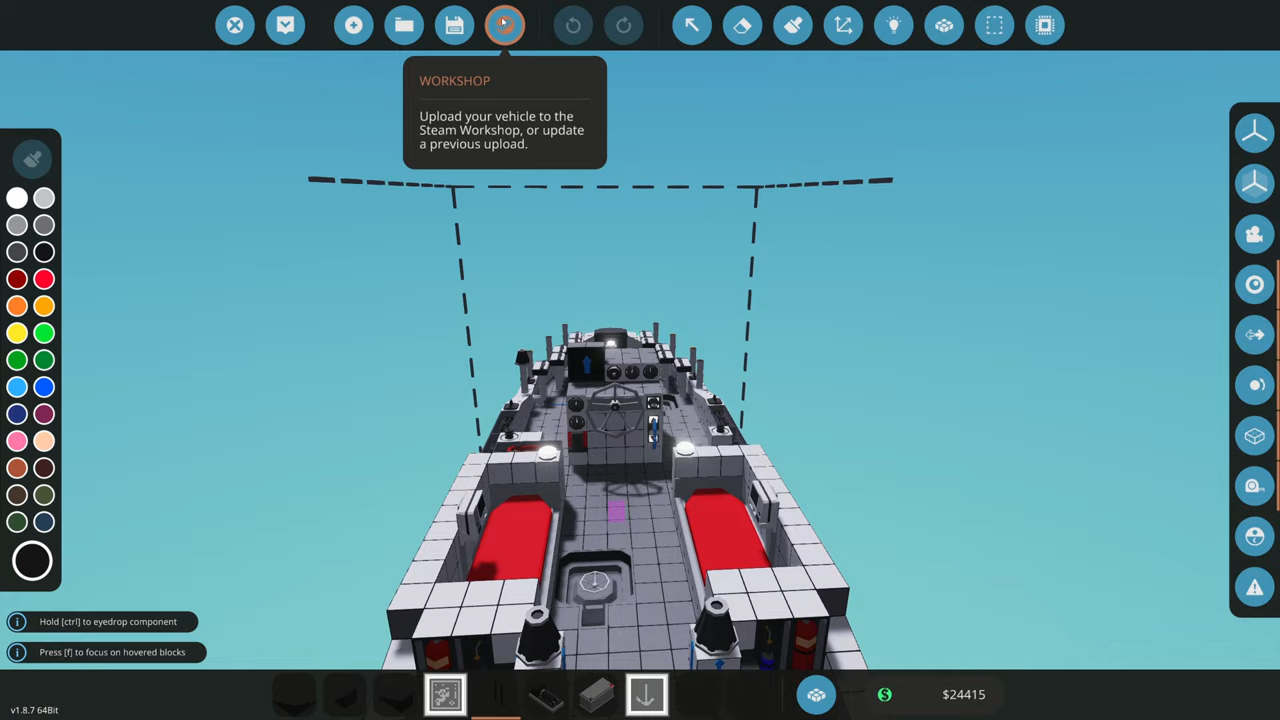 WORKSHOP
Upload your vehicle to the
Steam Workshop, or update
a previous upload.
Hold [ctrl] to eyedrop component
Press [f] to focus on hovered blocks
$24415
v1.8.7 64Bit